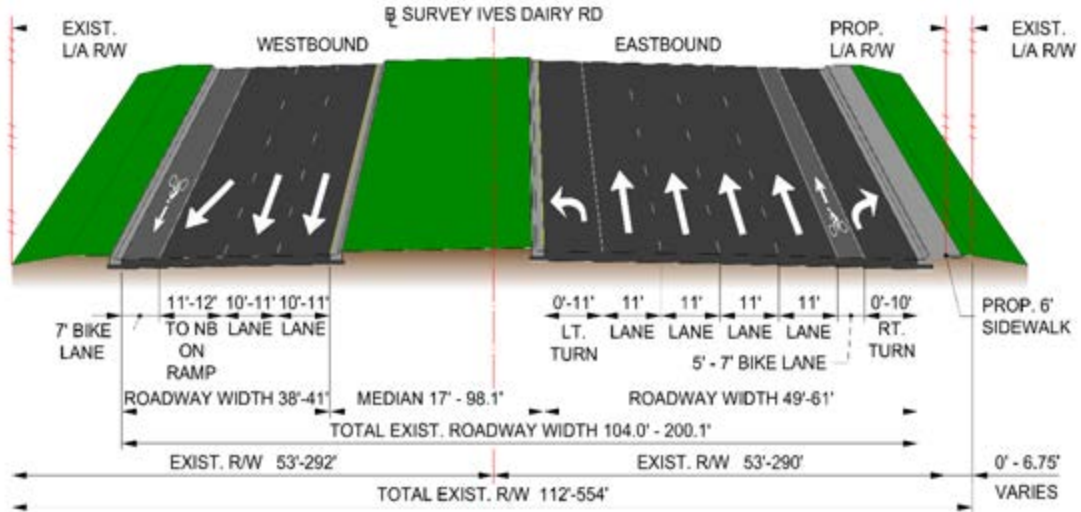 ℄ SURVEY IVES DAIRY RD
EXIST.
L/A R/W
WESTBOUND
EASTBOUND
PROP.
L/A R/W
EXIST.
L/A R/W
7' BIKE
LANE
11'-12'
TO NB
ON
RAMP
10'-11'
LANE
10'-11'
LANE
0'-11'
LT.
TURN
11'
LANE
11'
LANE
11'
LANE
11'
LANE
5' - 7' BIKE LANE
0'-10'
RT.
TURN
PROP. 6'
SIDEWALK
ROADWAY WIDTH 38'-41'
MEDIAN 17' - 98.1'
ROADWAY WIDTH 49'-61'
TOTAL EXIST. ROADWAY WIDTH 104.0' - 200.1'
EXIST. R/W 53'-292'
EXIST. R/W 53'-290'
0' - 6.75'
VARIES
TOTAL EXIST. R/W 112'-554'